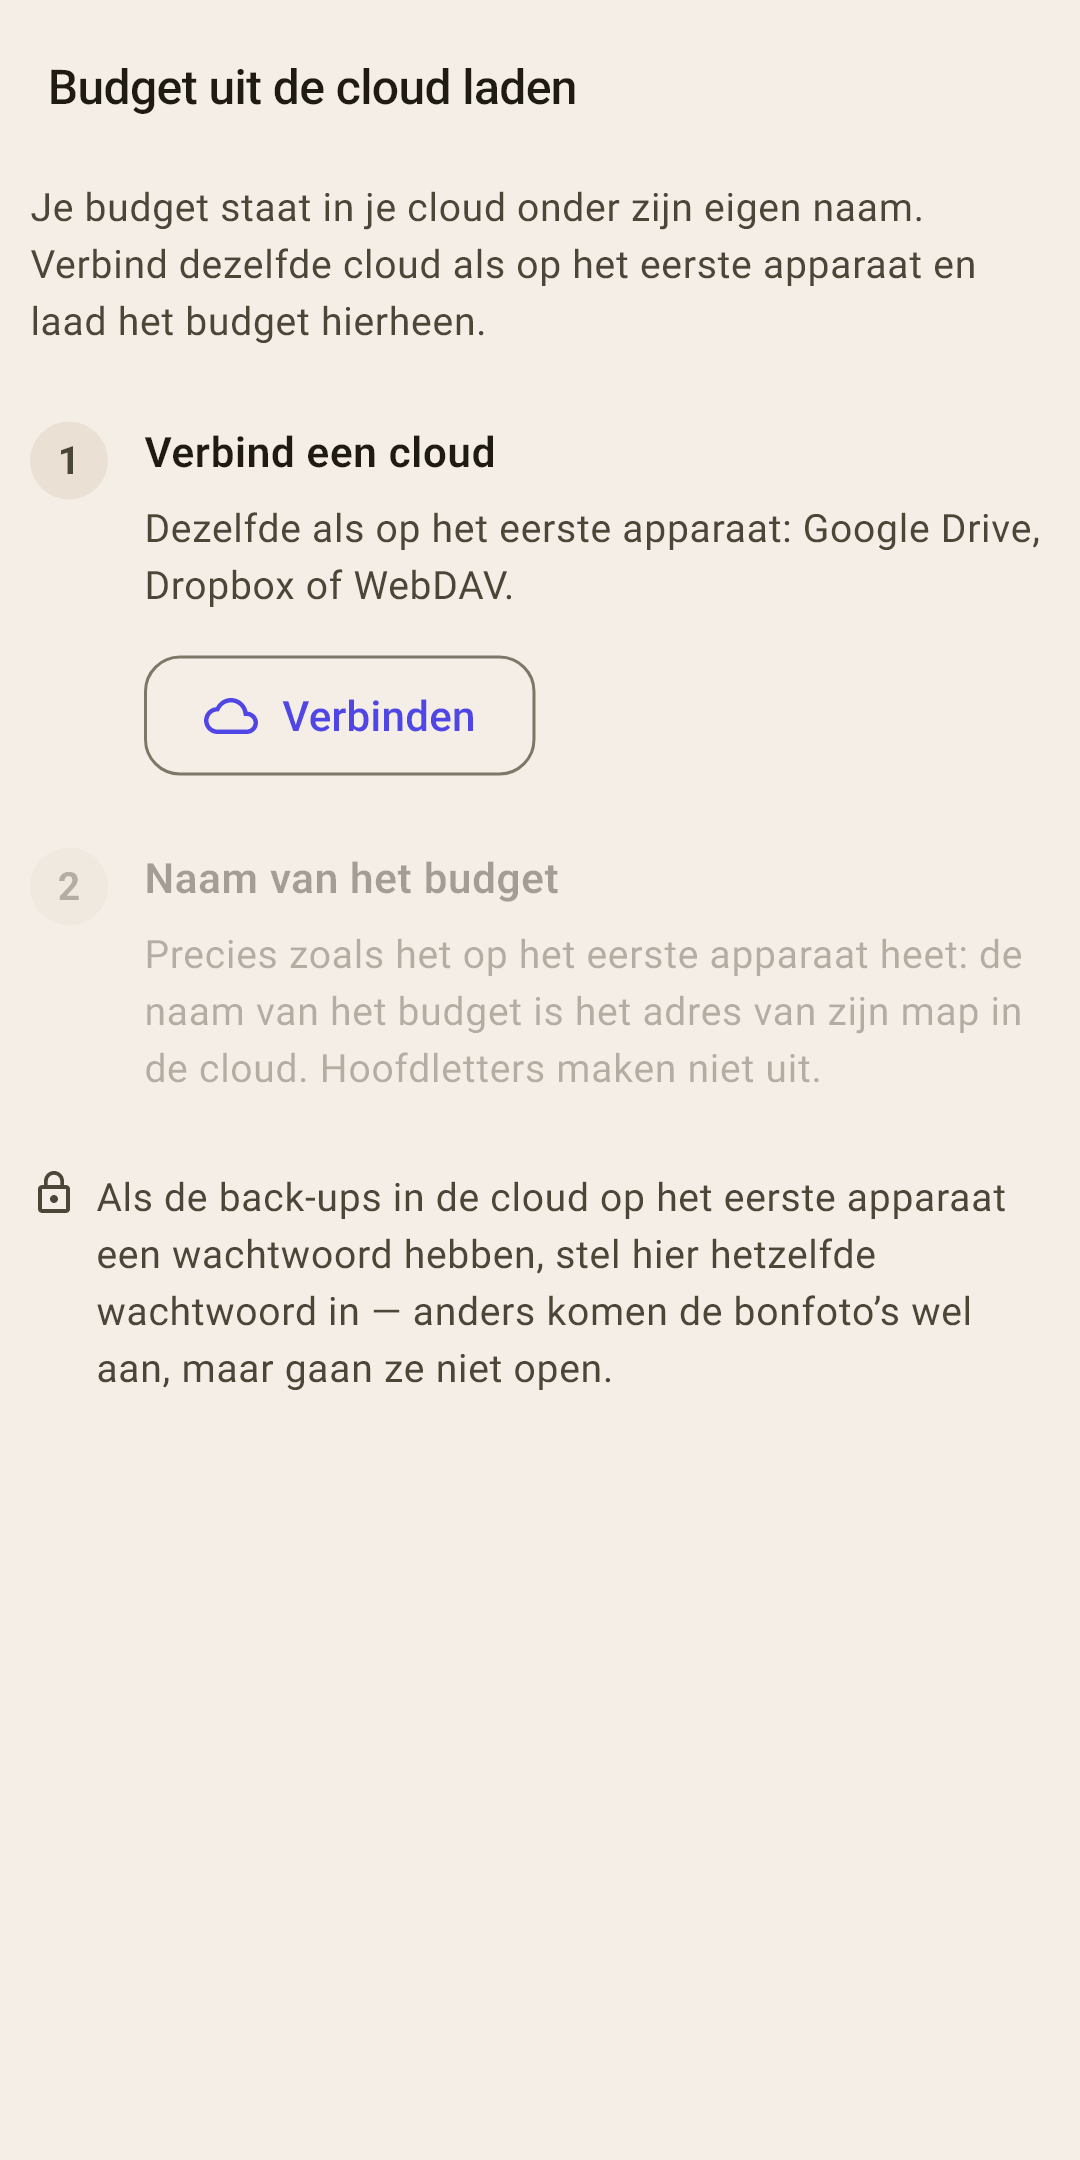 Budget uit de cloud laden
Je budget staat in je cloud onder zijn eigen naam.
Verbind dezelfde cloud als op het eerste apparaat en
laad het budget hierheen.
1
Verbind een cloud
Dezelfde als op het eerste apparaat: Google Drive,
Dropbox of WebDAV.
Verbinden
2
Naam van het budget
Precies zoals het op het eerste apparaat heet: de
naam van het budget is het adres van zijn map in
de cloud. Hoofdletters maken niet uit.
Als de back-ups in de cloud op het eerste apparaat
een wachtwoord hebben, stel hier hetzelfde
wachtwoord in — anders komen de bonfoto’s wel
aan, maar gaan ze niet open.